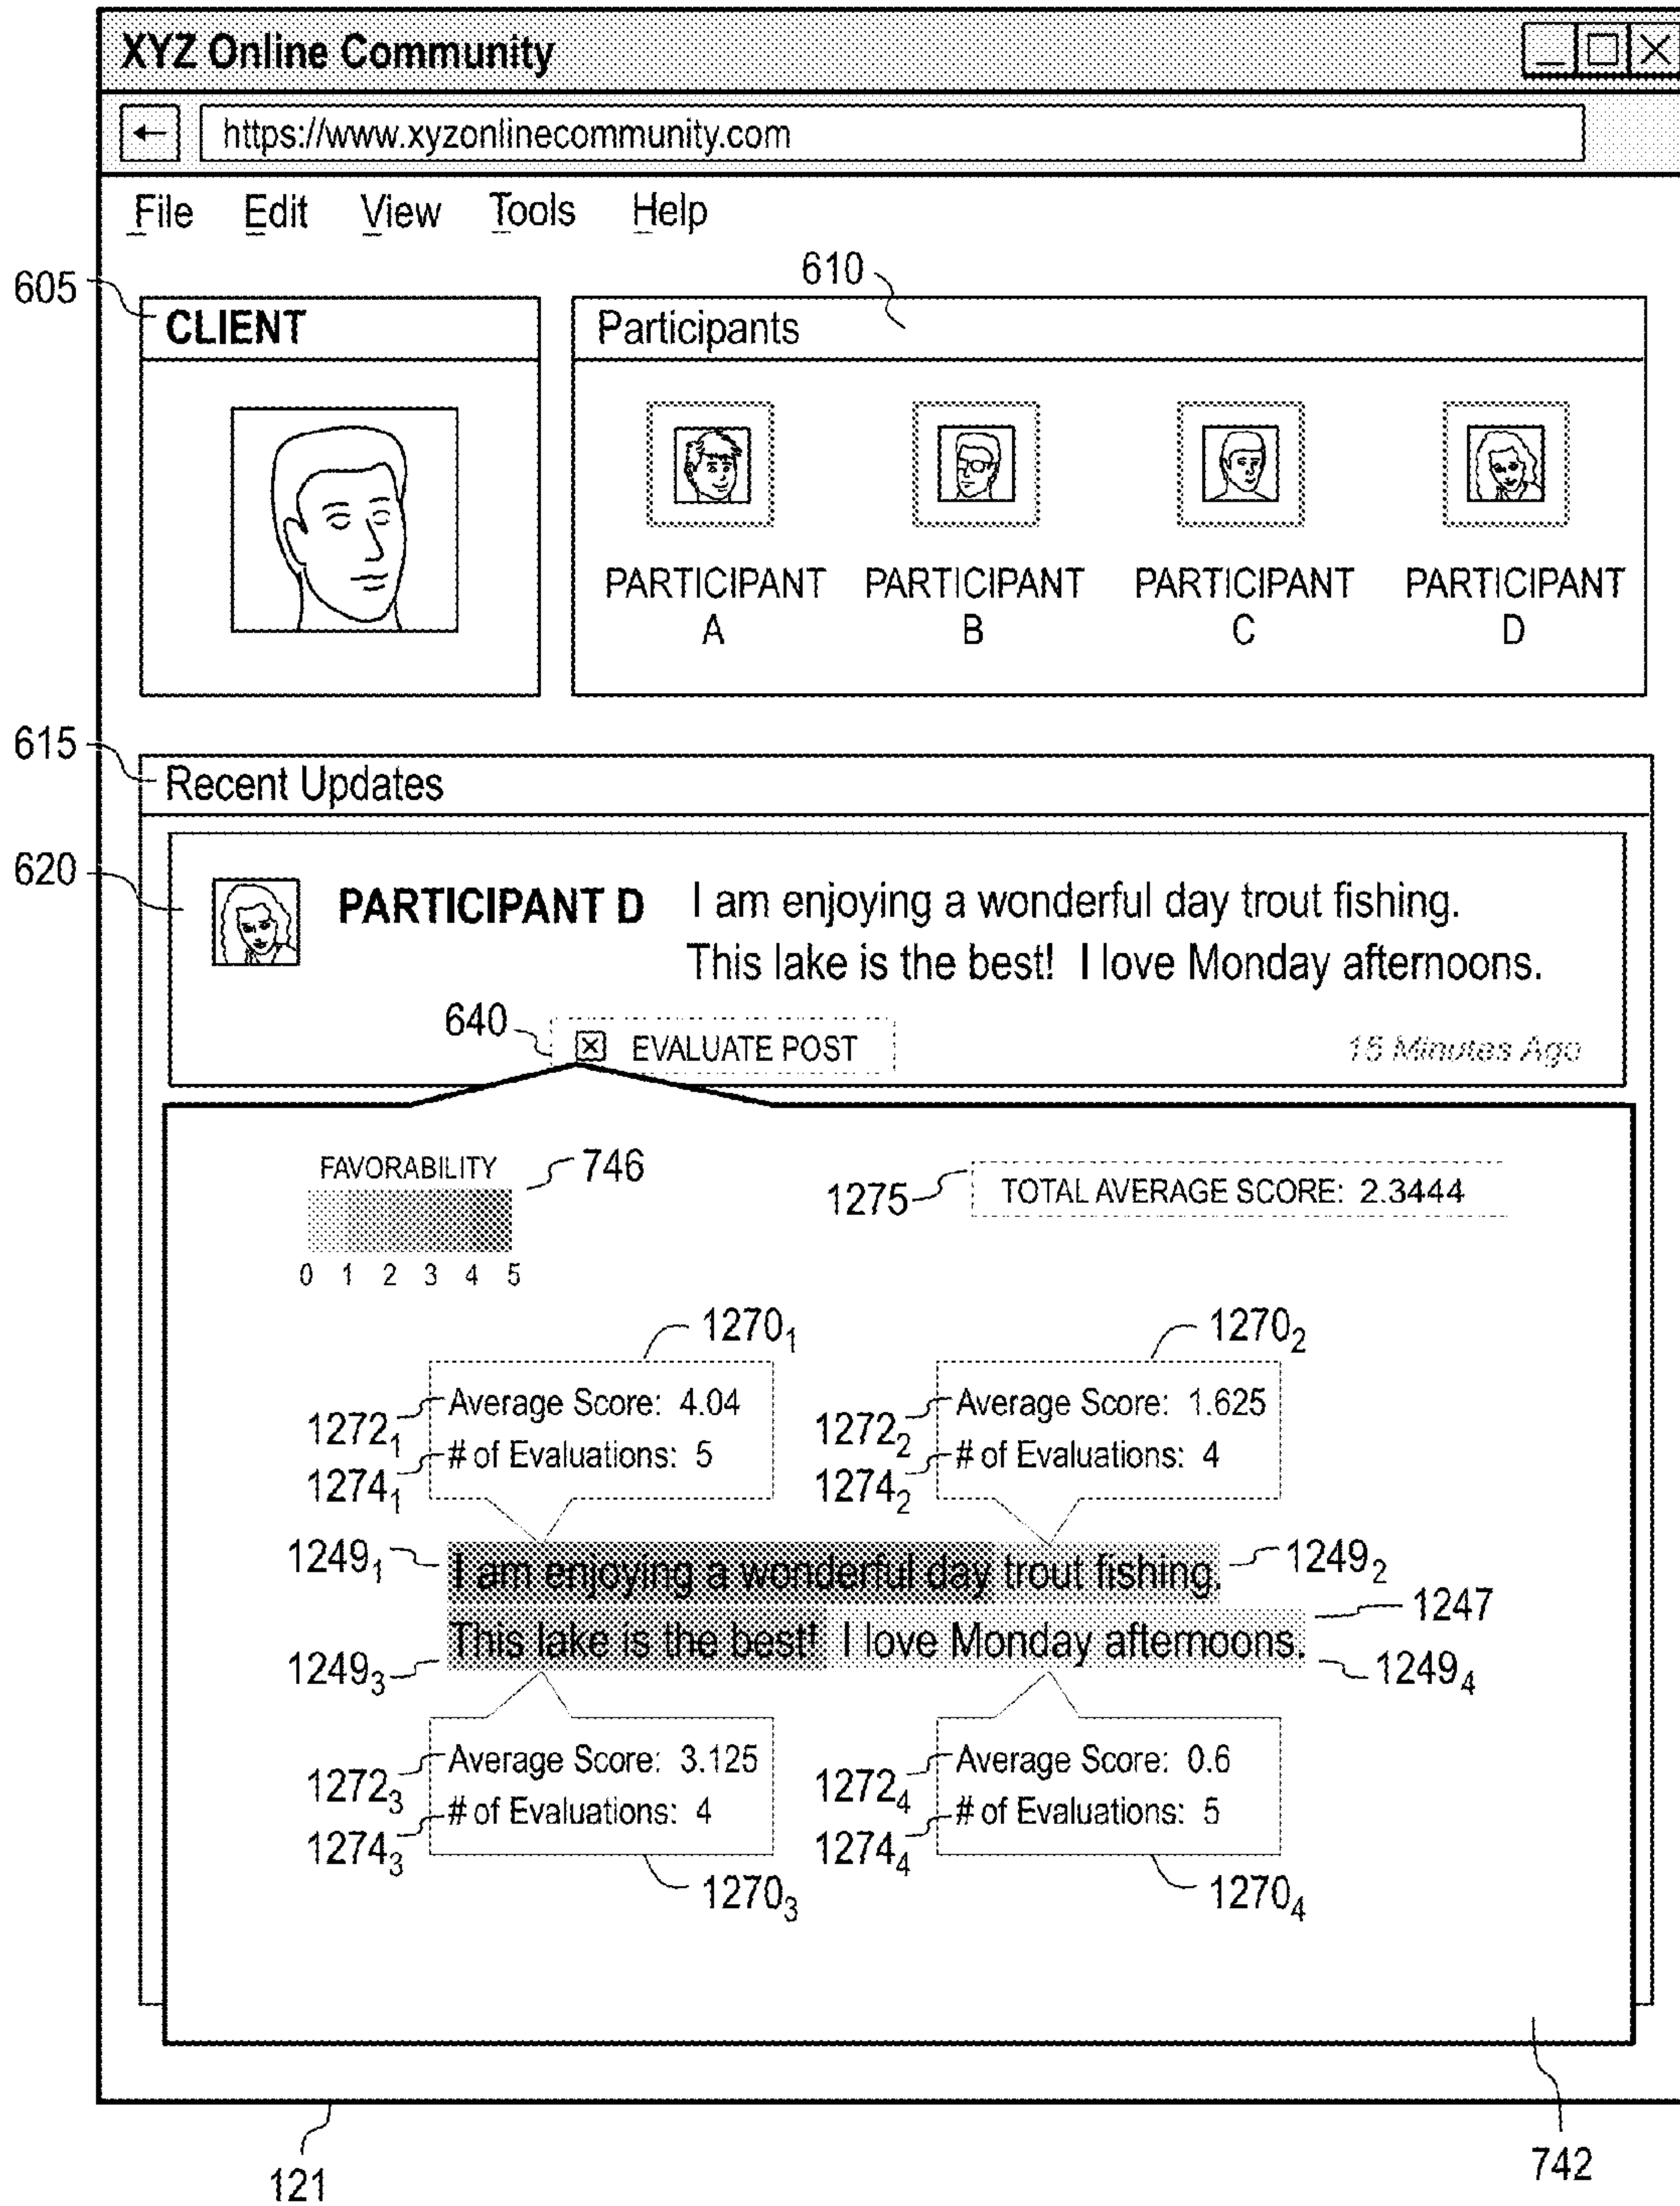 XYZ Online Community
https://www.xyzonlinecommunity.com
File Edit View Tools Help
605
610
CLIENT
Participants
PARTICIPANT A
PARTICIPANT B
PARTICIPANT C
PARTICIPANT D
615
Recent Updates
620
PARTICIPANT D
I am enjoying a wonderful day trout fishing.
This lake is the best! I love Monday afternoons.
640
EVALUATE POST
15 Minutes Ago
FAVORABILITY
746
0 1 2 3 4 5
1275
TOTAL AVERAGE SCORE: 2.3444
1270₁
1270₂
1272₁
Average Score: 4.04
1274₁
# of Evaluations: 5
1272₂
Average Score: 1.625
1274₂
# of Evaluations: 4
1249₁
I am enjoying a wonderful day trout fishing.
1249₂
1247
This lake is the best! I love Monday afternoons.
1249₃
1249₄
1272₃
Average Score: 3.125
1274₃
# of Evaluations: 4
1272₄
Average Score: 0.6
1274₄
# of Evaluations: 5
1270₃
1270₄
121
742